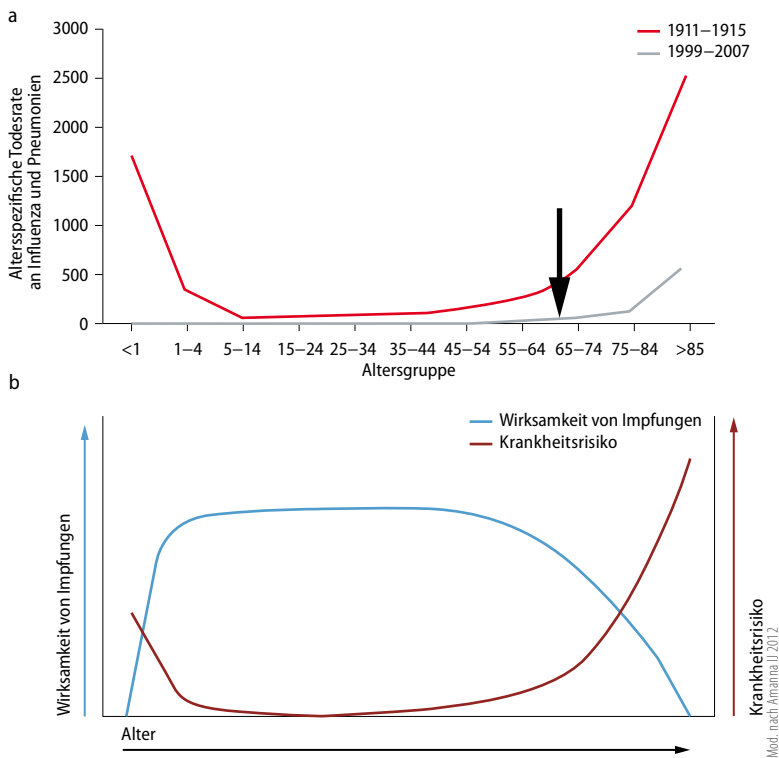 a
Altersspezifische Todesrate
an Influenza und Pneumonien
3000
2500
2000
1500
1000
500
0
1911–1915
1999–2007
<1 1–4 5–14 15–24 25–34 35–44 45–54 55–64 65–74 75–84 >85
Altersgruppe
b
Wirksamkeit von Impfungen
Wirksamkeit von Impfungen
Krankheitsrisiko
Krankheitsrisiko
Alter
Mod. nach Amanna IJ 2012